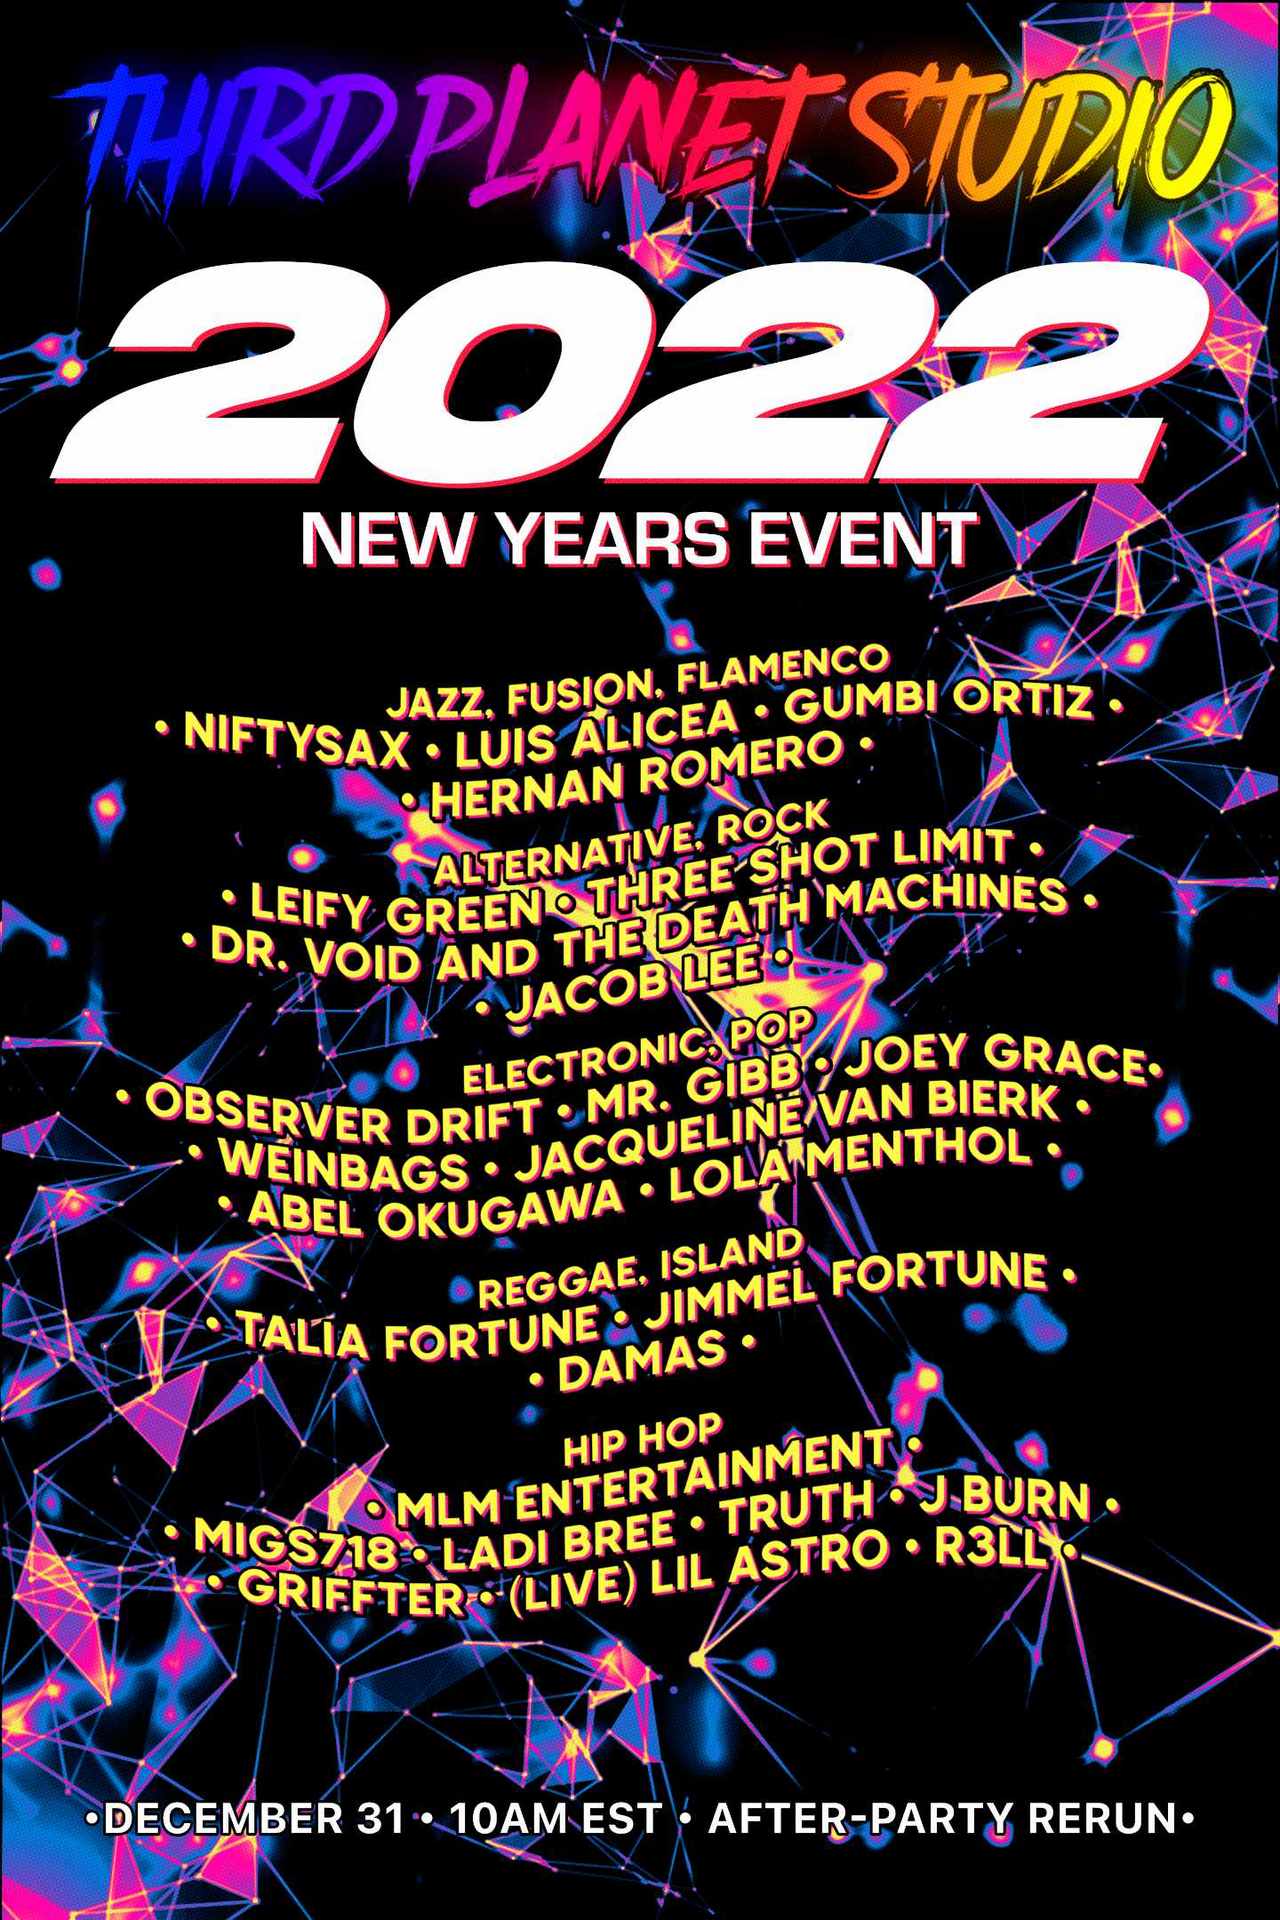 THIRD PLANET STUDIO
2022
NEW YEARS EVENT
JAZZ, FUSION, FLAMENCO
• NIFTYSAX • LUIS ALICEA • GUMBI ORTIZ •
• HERNAN ROMERO •
ALTERNATIVE, ROCK
• LEIFY GREEN • THREE SHOT LIMIT •
• DR. VOID AND THE DEATH MACHINES •
• JACOB LEE •
ELECTRONIC, POP
• OBSERVER DRIFT • MR. GIBB • JOEY GRACE•
• WEINBAGS • JACQUELINE VAN BIERK •
• ABEL OKUGAWA • LOLA MENTHOL •
REGGAE, ISLAND
• TALIA FORTUNE • JIMMEL FORTUNE •
• DAMAS •
HIP HOP
• MLM ENTERTAINMENT •
• MIGS718 • LADI BREE • TRUTH • J BURN •
• GRIFFTER • (LIVE) LIL ASTRO • R3LL •
•DECEMBER 31 • 10AM EST • AFTER-PARTY RERUN•